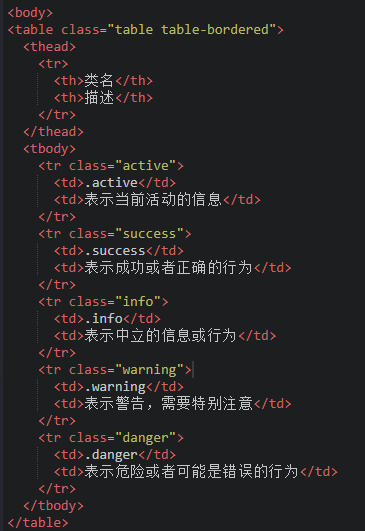 <body>
<table class="table table-bordered">
<thead>
<tr>
<th>类名</th>
<th>描述</th>
</tr>
</thead>
<tbody>
<tr class="active">
<td>.active</td>
<td>表示当前活动的信息</td>
</tr>
<tr class="success">
<td>.success</td>
<td>表示成功或者正确的行为</td>
</tr>
<tr class="info">
<td>.info</td>
<td>表示中立的信息或行为</td>
</tr>
<tr class="warning">
<td>.warning</td>
<td>表示警告，需要特别注意</td>
</tr>
<tr class="danger">
<td>.danger</td>
<td>表示危险或者可能是错误的行为</td>
</tr>
</tbody>
</table>